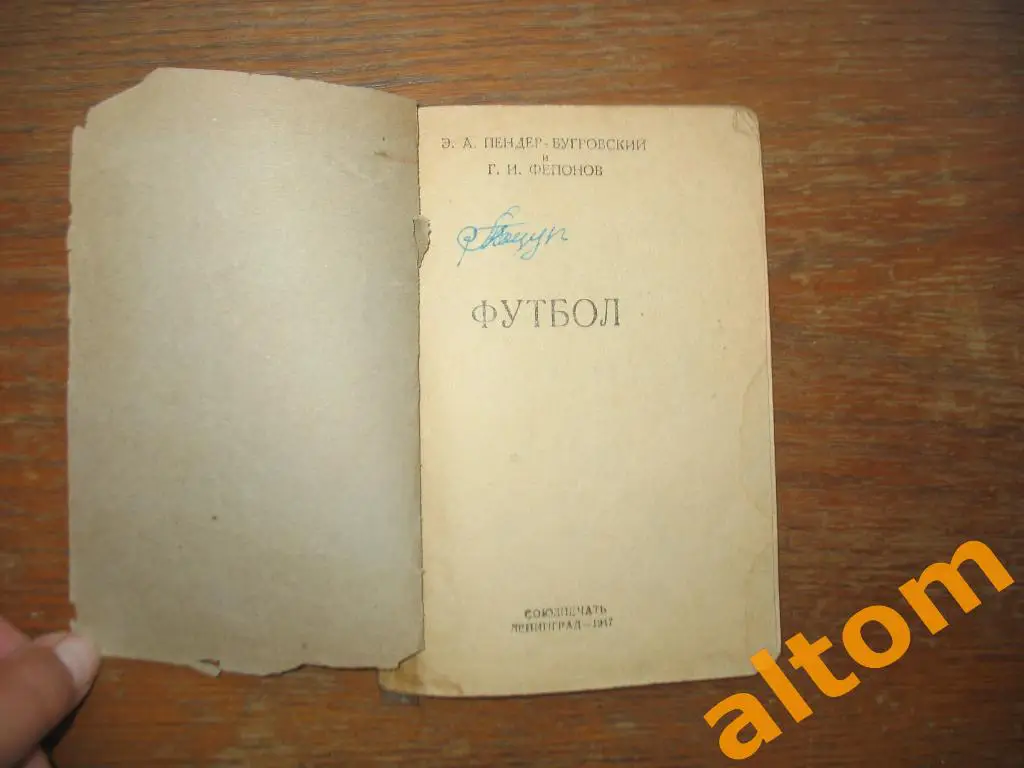 Э. А. ПЕНДЕР-БУГРОВСКИЙ
и
Г. И. ФЕПОНОВ
ФУТБОЛ
СОЮЗПЕЧАТЬ
ЛЕНИНГРАД—1947
altom